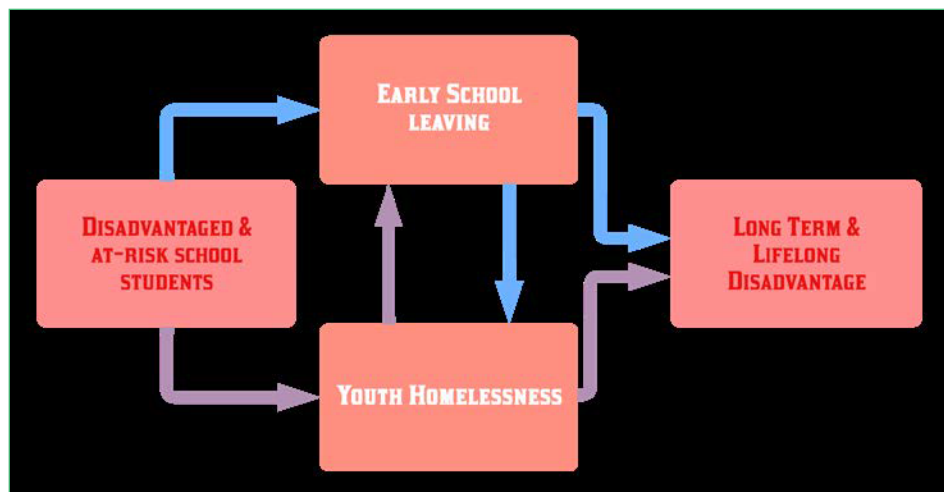 Early School
leaving
Disadvantaged &
at-risk school
students
Long Term &
Lifelong
Disadvantage
Youth Homelessness